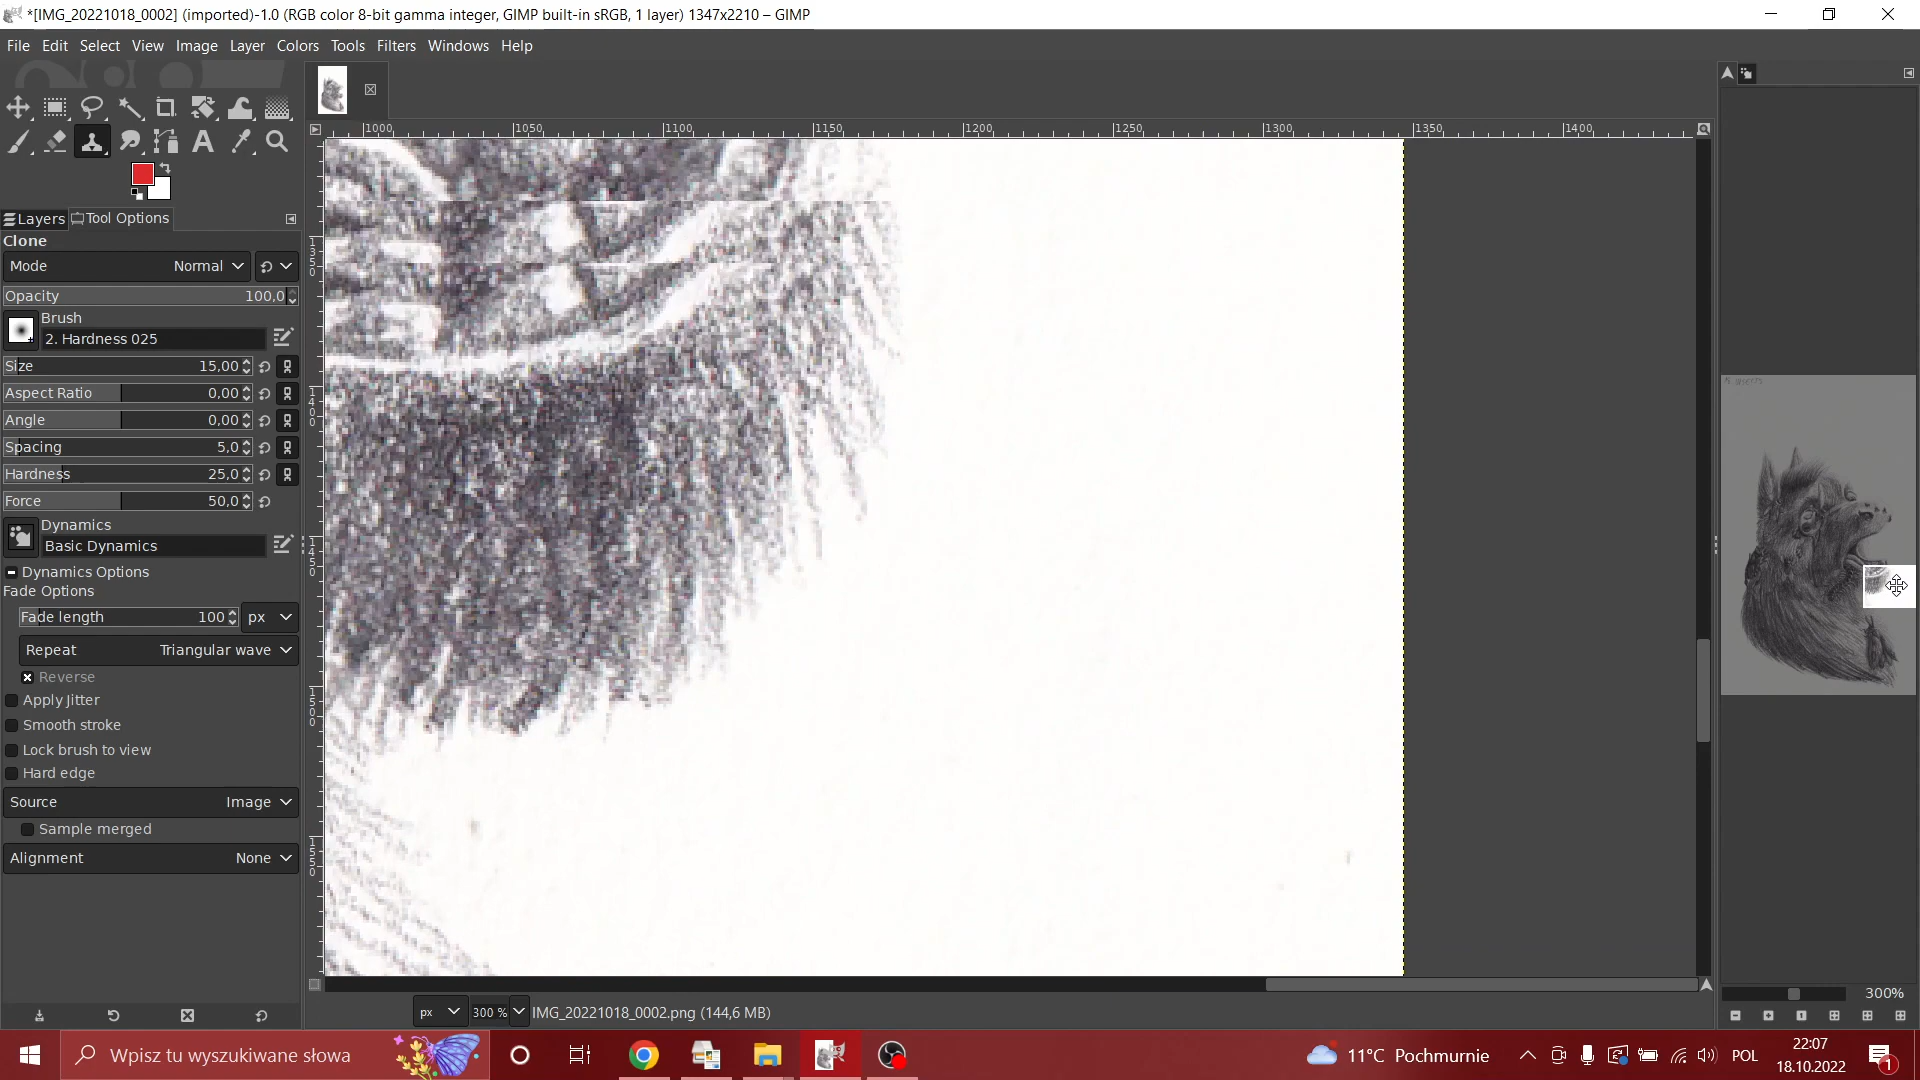 *[IMG_20221018_0002] (imported)-1.0 (RGB color 8-bit gamma integer, GIMP built-in sRGB, 1 layer) 1347x2210 – GIMP
File Edit Select View Image Layer Colors Tools Filters Windows Help
1000 1050 1100 1150 1200 1250 1300 1350 1400
Layers Tool Options
Clone
Mode Normal
Opacity 100,0
Brush
2. Hardness 025
Size 15,00
Aspect Ratio 0,00
Angle 0,00
Spacing 5,0
Hardness 25,0
Force 50,0
Dynamics
Basic Dynamics
Dynamics Options
Fade Options
Fade length 100 px
Repeat Triangular wave
Reverse
Apply Jitter
Smooth stroke
Lock brush to view
Hard edge
Source Image
Sample merged
Alignment None
1350
1400
1450
1500
1550
300%
px 300 % IMG_20221018_0002.png (144,6 MB)
Wpisz tu wyszukiwane słowa
11°C Pochmurnie
POL
22:07
18.10.2022
1